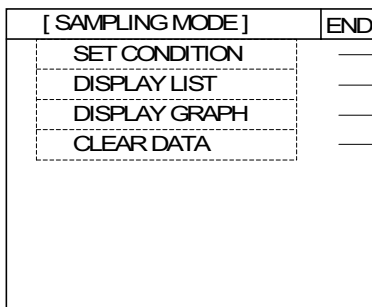 [ SAMPLING MODE ] END
SET CONDITION
DISPLAY LIST
DISPLAY GRAPH
CLEAR DATA